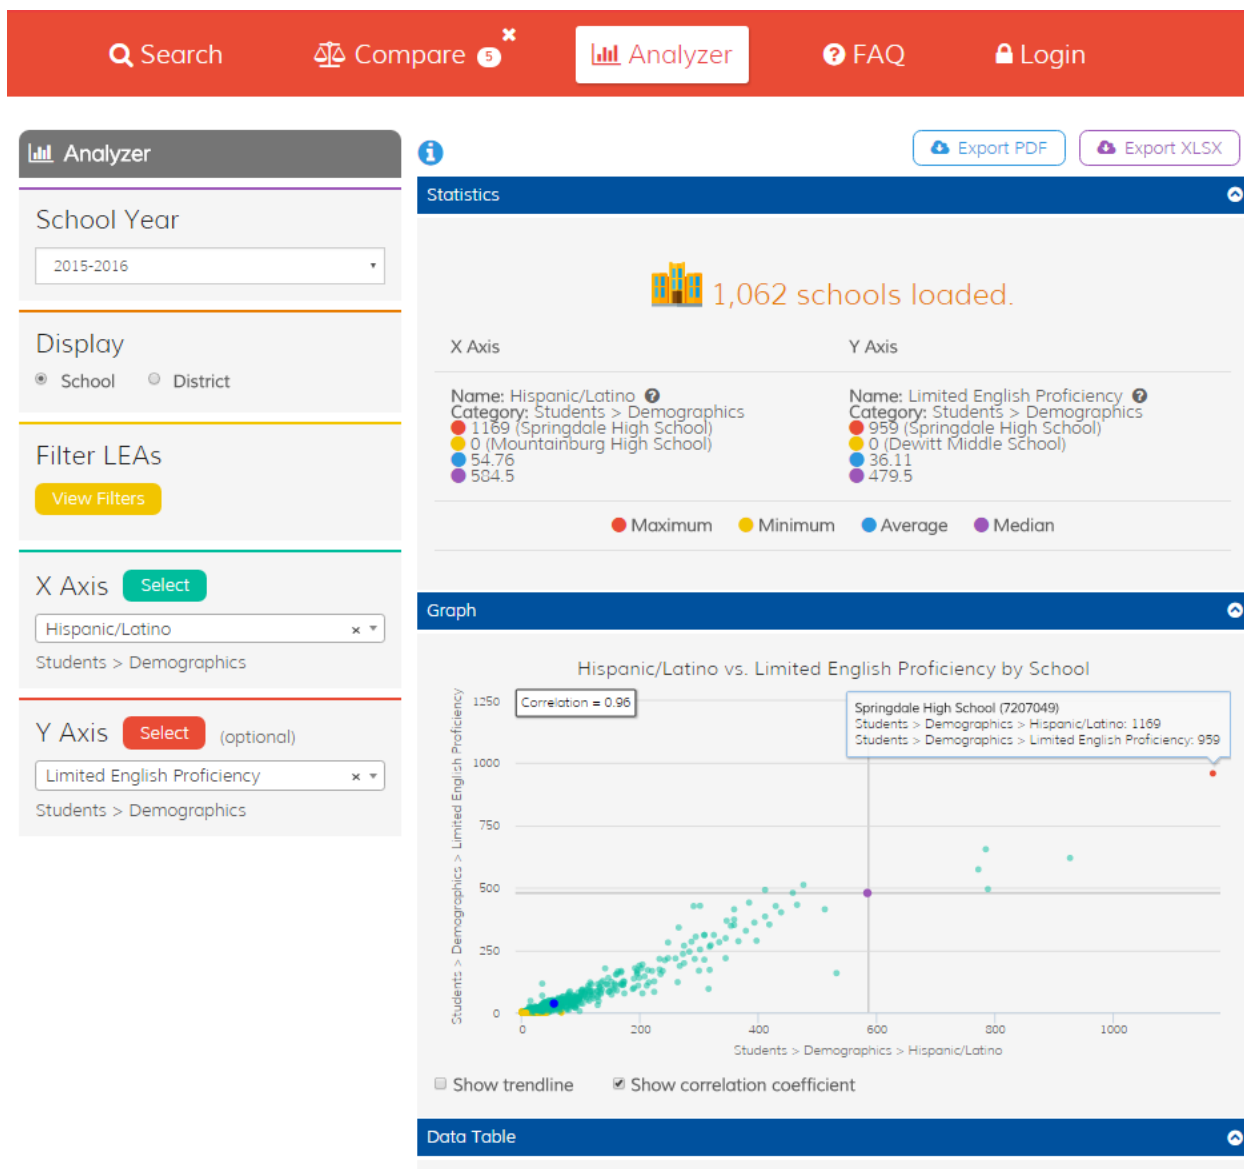 Search
Compare 5
Analyzer
FAQ
Login
Analyzer
School Year
2015-2016
Display
School
District
Filter LEAs
View Filters
X Axis Select
Hispanic/Latino
Students > Demographics
Y Axis Select (optional)
Limited English Proficiency
Students > Demographics
Export PDF
Export XLSX
Statistics
1,062 schools loaded.
X Axis
Name: Hispanic/Latino
Category: Students > Demographics
1169 (Springdale High School)
0 (Mountainburg High School)
54.76
584.5
Y Axis
Name: Limited English Proficiency
Category: Students > Demographics
959 (Springdale High School)
0 (Dewitt Middle School)
36.11
479.5
Maximum Minimum Average Median
Graph
Hispanic/Latino vs. Limited English Proficiency by School
Correlation = 0.96
Springdale High School (7207049)
Students > Demographics > Hispanic/Latino: 1169
Students > Demographics > Limited English Proficiency: 959
Students > Demographics > Limited English Proficiency
1250
1000
750
500
250
0
0 200 400 600 800 1000
Students > Demographics > Hispanic/Latino
Show trendline
Show correlation coefficient
Data Table